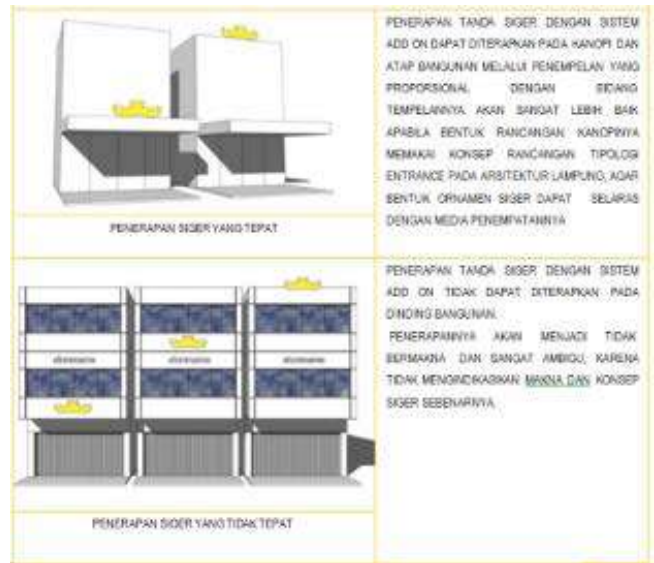 PENERAPAN TANDA SIGER DENGAN SISTEM
ADD ON DAPAT DITERAPKAN PADA KANOPI DAN
ATAP BANGUNAN MELALUI PENEMPELAN YANG
PROPORSIONAL DENGAN BIDANG
TEMPELANNYA. AKAN SANGAT LEBIH BAIK
APABILA BENTUK RANCANGAN KANOPINYA
MEMAKAI KONSEP RANCANGAN TIPOLOGI
ENTRANCE PADA ARSITEKTUR LAMPUNG, AGAR
BENTUK ORNAMEN SIGER DAPAT SELARAS
DENGAN MEDIA PENEMPATANNYA
PENERAPAN SIGER YANG TEPAT
PENERAPAN TANDA SIGER DENGAN SISTEM
ADD ON TIDAK DAPAT DITERAPKAN PADA
DINDING BANGUNAN.
PENERAPANNYA AKAN MENJADI TIDAK
BERMAKNA DAN SANGAT AMBIGU, KARENA
TIDAK MENGINDIKASIKAN MAKNA DAN KONSEP
SIGER SEBENARNYA.
PENERAPAN SIGER YANG TIDAK TEPAT